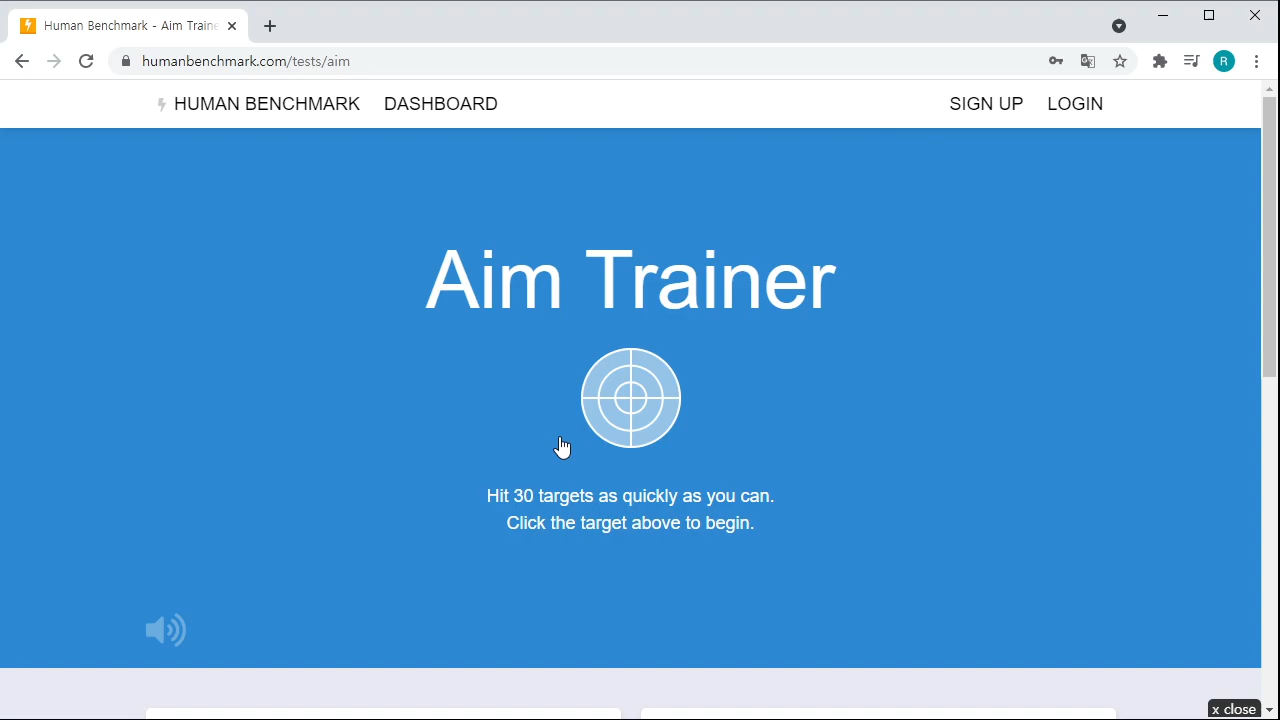 Human Benchmark - Aim Traine
humanbenchmark.com/tests/aim
R
HUMAN BENCHMARK DASHBOARD SIGN UP LOGIN
Aim Trainer
Hit 30 targets as quickly as you can.
Click the target above to begin.
x close